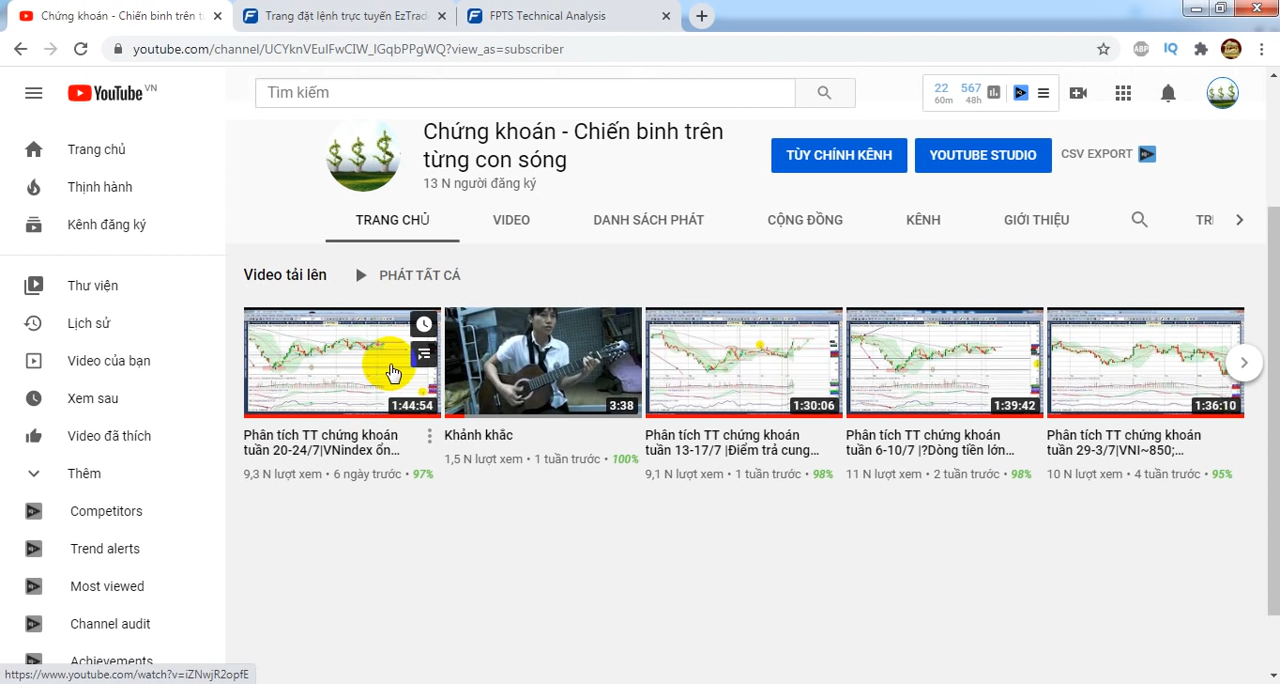 Chứng khoán - Chiến binh trên t
Trang đặt lệnh trực tuyến EzTrad
FPTS Technical Analysis
youtube.com/channel/UCYknVEuIFwCIW_lGqbPPgWQ?view_as=subscriber
ABP
IQ
YouTube VN
Tìm kiếm
22 567
60m 48h
Trang chủ
Thịnh hành
Kênh đăng ký
Thư viện
Lịch sử
Video của bạn
Xem sau
Video đã thích
Thêm
Competitors
Trend alerts
Most viewed
Channel audit
Achievements
Chứng khoán - Chiến binh trên
từng con sóng
13 N người đăng ký
TÙY CHỈNH KÊNH
YOUTUBE STUDIO
CSV EXPORT
TRANG CHỦ VIDEO DANH SÁCH PHÁT CỘNG ĐỒNG KÊNH GIỚI THIỆU TRÌ
Video tải lên PHÁT TẤT CẢ
1:44:54
Phân tích TT chứng khoán
tuần 20-24/7|VNindex ổn...
9,3 N lượt xem • 6 ngày trước • 97%
3:38
Khảnh khắc
1,5 N lượt xem • 1 tuần trước • 100%
1:30:06
Phân tích TT chứng khoán
tuần 13-17/7 |Điểm trả cung...
9,1 N lượt xem • 1 tuần trước • 98%
1:39:42
Phân tích TT chứng khoán
tuần 6-10/7 |?Dòng tiền lớn...
11 N lượt xem • 2 tuần trước • 98%
1:36:10
Phân tích TT chứng khoán
tuần 29-3/7|VNI~850;...
10 N lượt xem • 4 tuần trước • 95%
https://www.youtube.com/watch?v=iZNwjR2opfE